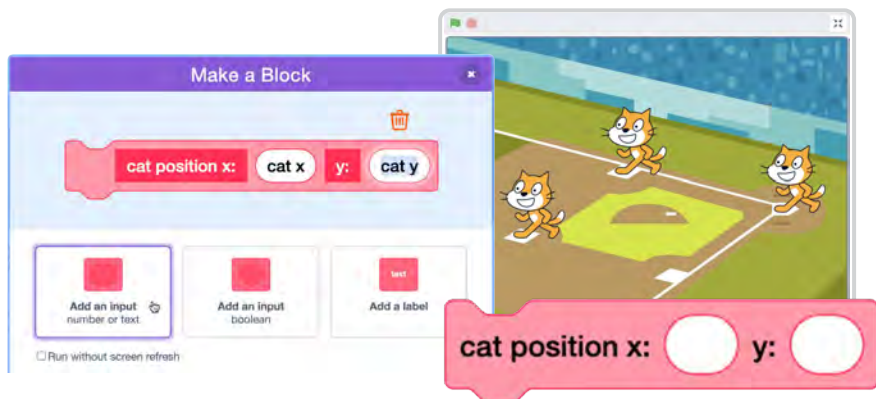 Make a Block
cat position x: cat x y: cat y
text
Add an input
number or text
Add an input
boolean
Add a label
Run without screen refresh
cat position x: y: